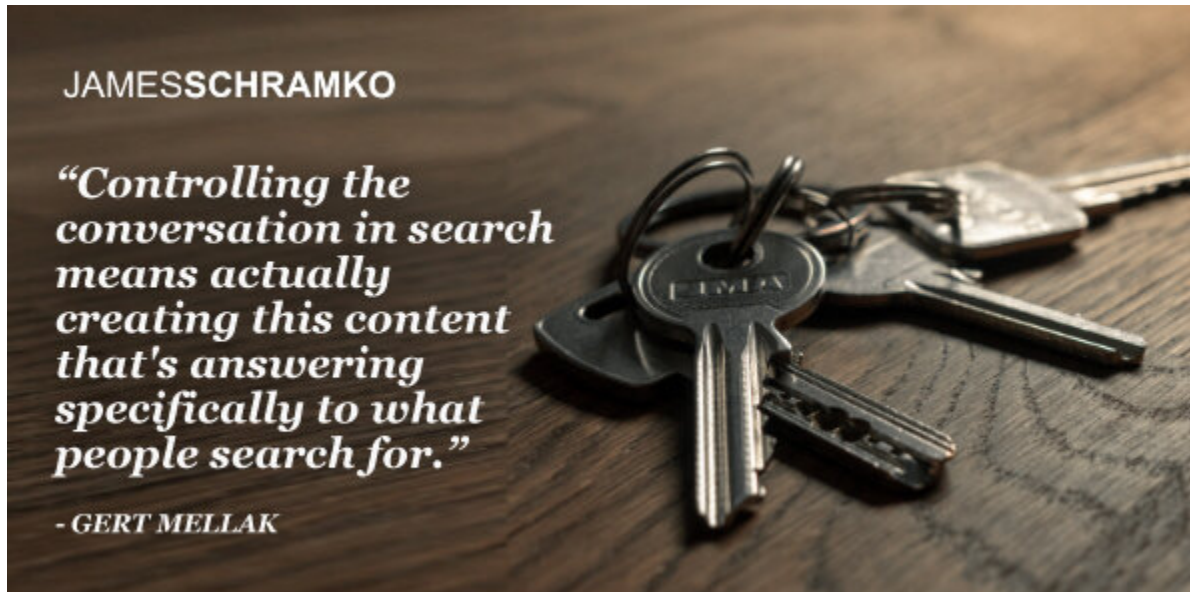 JAMESSCHRAMKO
“Controlling the
conversation in search
means actually
creating this content
that's answering
specifically to what
people search for.”
- GERT MELLAK